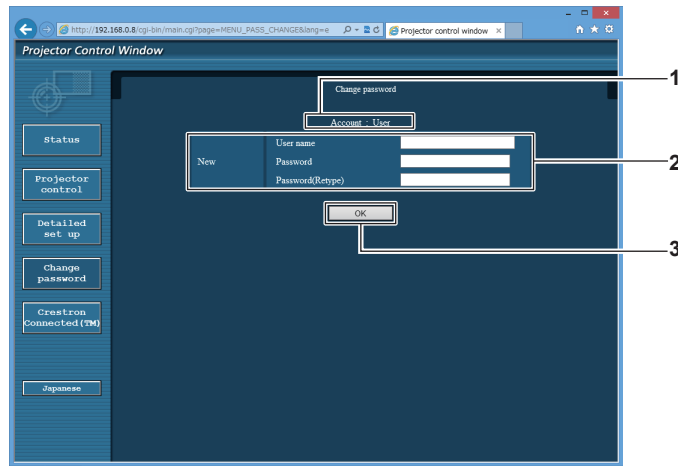 http://192.168.0.8/cgi-bin/main.cgi?page=MENU_PASS_CHANGE&lang=e
Projector control window
Projector Control Window
Change password
1
Account : User
Status
User name
New
Password
2
Password(Retype)
Projector
control
OK
Detailed
set up
3
Change
password
Crestron
Connected(TM)
Japanese